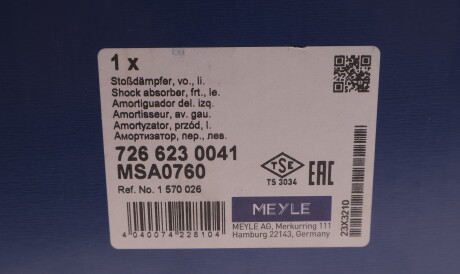 1 x
Stoßdämpfer, vo., li.
Shock absorber, frt., le.
Amortiguador del. izq.
Amortisseur, av. gau.
Amortyzator, przód, l.
Амортизатор, пер., лев.
726 623 0041
MSA0760
Ref. No. 1 570 026
TSE
TS 3034
EAC
MEYLE
MEYLE AG, Merkurring 111
Hamburg 22143, Germany
4 040074 228104
23X3210